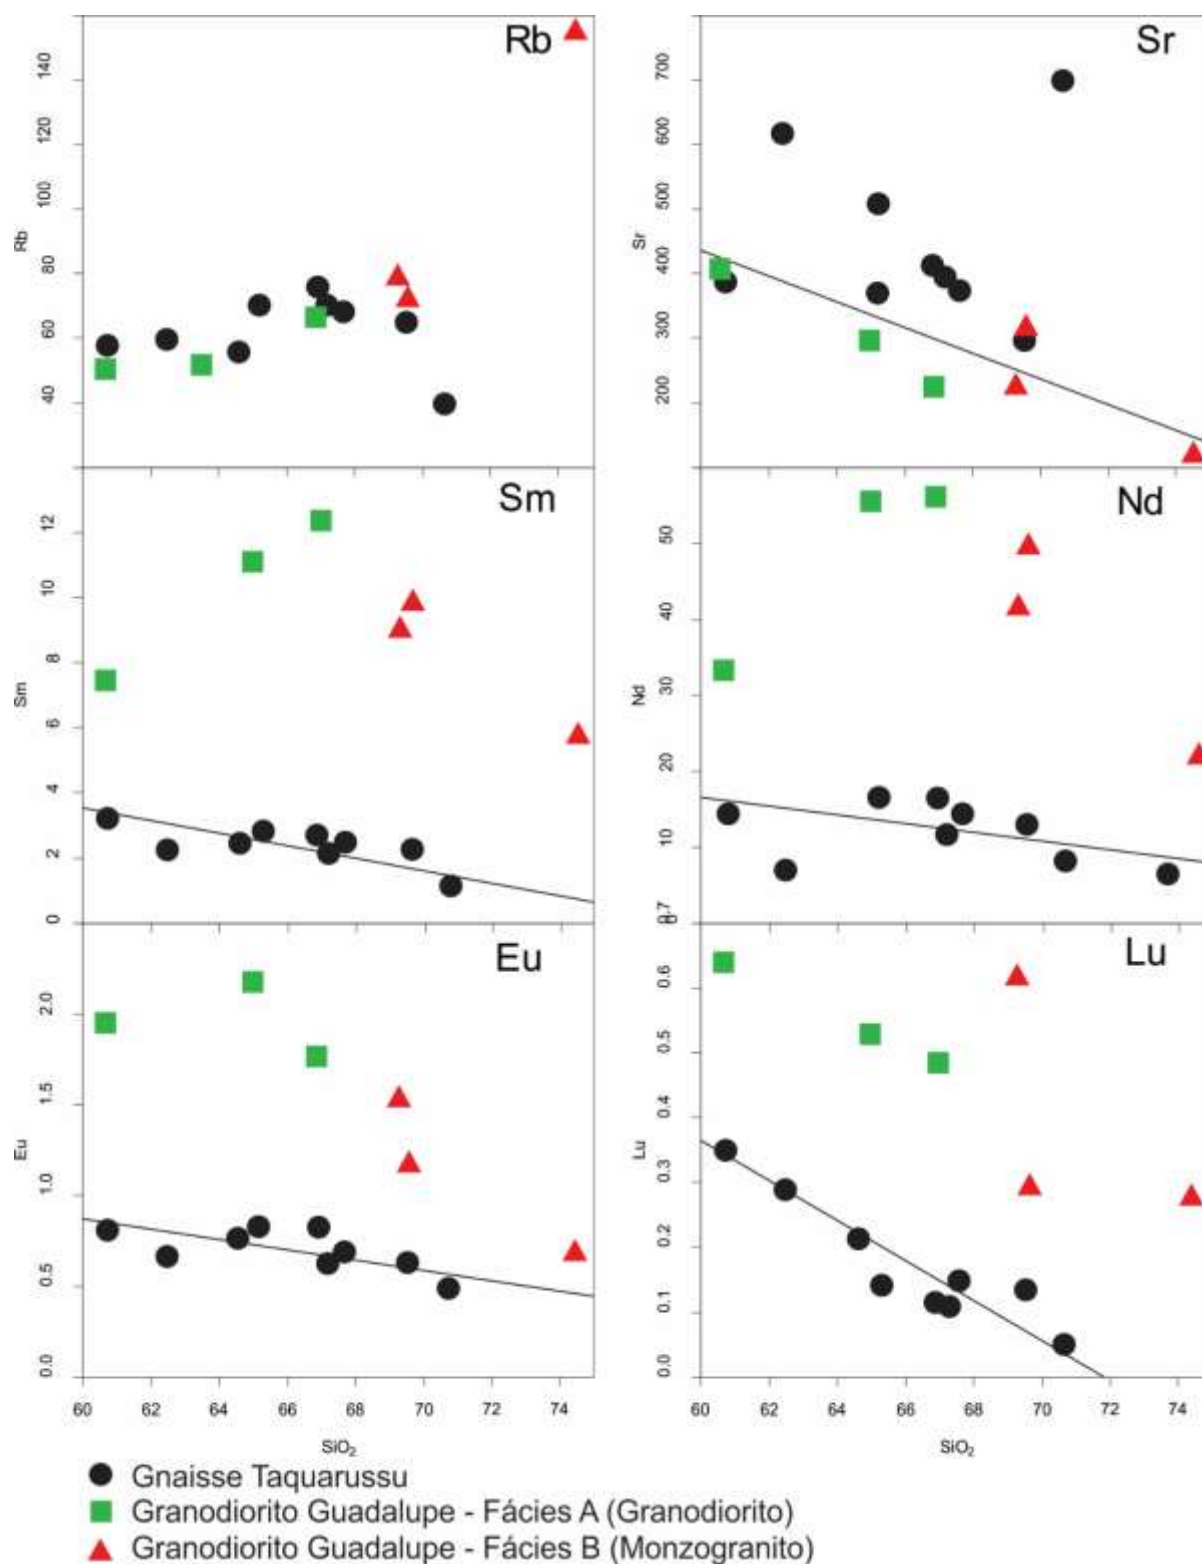 Rb
Rb
140
120
100
80
60
40
Sr
Sr
700
600
500
400
300
200
Sm
Sm
12
10
8
6
4
2
0
Nd
Nd
50
40
30
20
10
0
0.7
Eu
Eu
2.0
1.5
1.0
0.5
0.0
Lu
Lu
0.6
0.5
0.4
0.3
0.2
0.1
0.0
60 62 64 66 68 70 72 74
SiO₂
60 62 64 66 68 70 72 74
SiO₂
Gnaisse Taquarussu
Granodiorito Guadalupe - Fácies A (Granodiorito)
Granodiorito Guadalupe - Fácies B (Monzogranito)